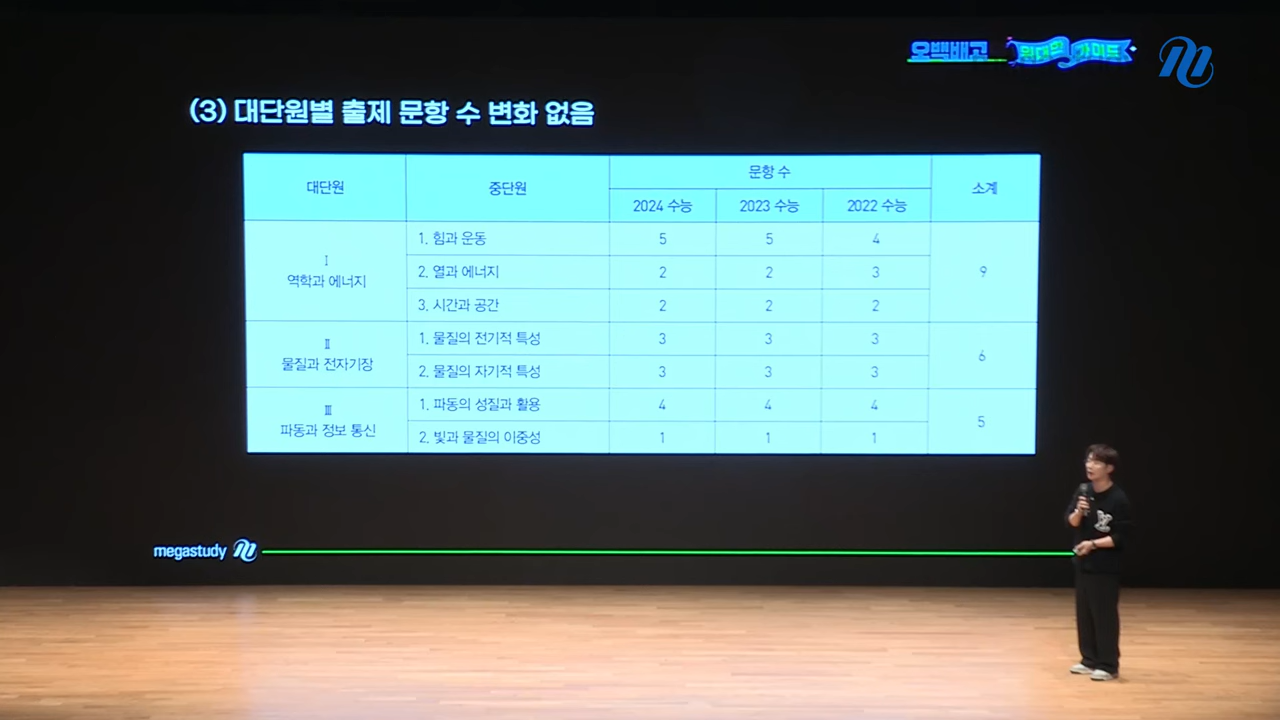 오백배공 위대한 가이드
(3) 대단원별 출제 문항 수 변화 없음
대단원 중단원 문항 수 소계
2024 수능 2023 수능 2022 수능
Ⅰ 역학과 에너지 1. 힘과 운동 5 5 4 9
2. 열과 에너지 2 2 3
3. 시간과 공간 2 2 2
Ⅱ 물질과 전자기장 1. 물질의 전기적 특성 3 3 3 6
2. 물질의 자기적 특성 3 3 3
Ⅲ 파동과 정보 통신 1. 파동의 성질과 활용 4 4 4 5
2. 빛과 물질의 이중성 1 1 1
megastudy